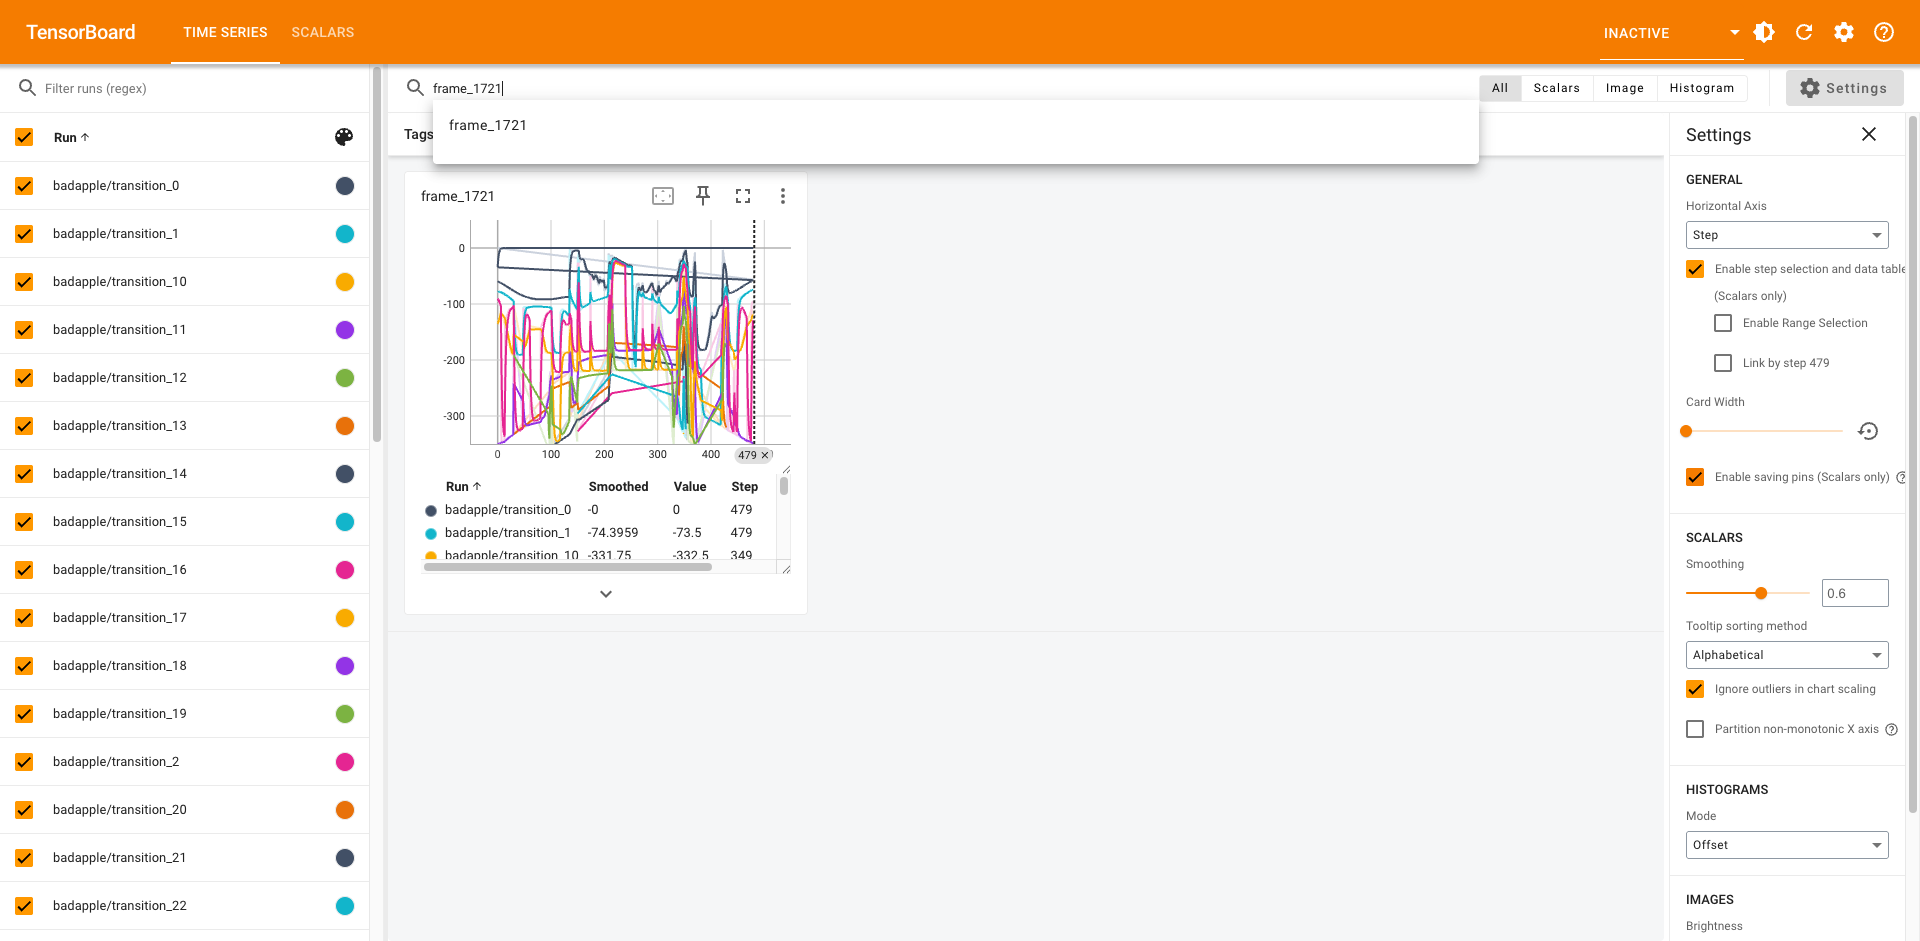 TensorBoard
TIME SERIES
SCALARS
INACTIVE
Filter runs (regex)
frame_1721
All
Scalars
Image
Histogram
Settings
frame_1721
Run
Tags
Settings
badapple/transition_0
badapple/transition_1
badapple/transition_10
badapple/transition_11
badapple/transition_12
badapple/transition_13
badapple/transition_14
badapple/transition_15
badapple/transition_16
badapple/transition_17
badapple/transition_18
badapple/transition_19
badapple/transition_2
badapple/transition_20
badapple/transition_21
badapple/transition_22
frame_1721
0
-100
-200
-300
0 100 200 300 400 479
Run Smoothed Value Step
badapple/transition_0 -0 0 479
badapple/transition_1 -74.3959 -73.5 479
badapple/transition_10 -331.75 -332.5 349
GENERAL
Horizontal Axis
Step
Enable step selection and data table
(Scalars only)
Enable Range Selection
Link by step 479
Card Width
Enable saving pins (Scalars only)
SCALARS
Smoothing
0.6
Tooltip sorting method
Alphabetical
Ignore outliers in chart scaling
Partition non-monotonic X axis
HISTOGRAMS
Mode
Offset
IMAGES
Brightness